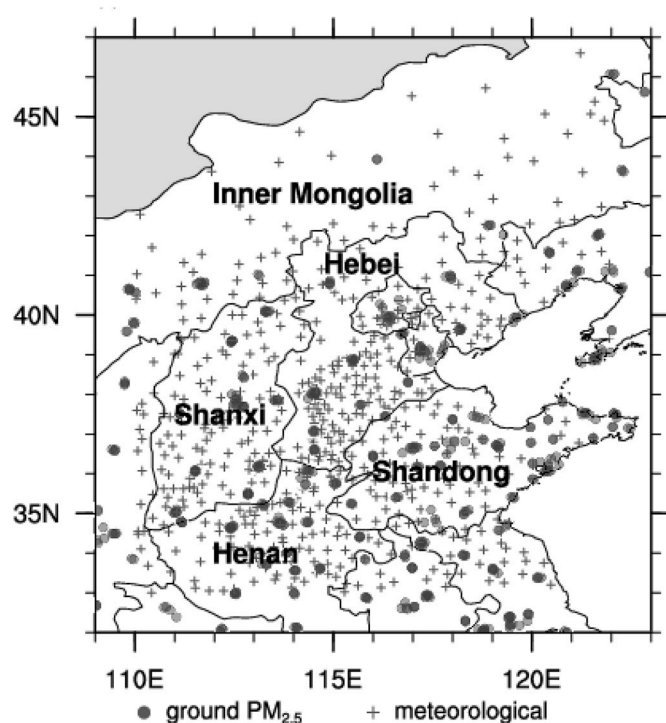 45N
Inner Mongolia
Hebei
40N
Shanxi
Shandong
35N
Henan
110E 115E 120E
ground PM2.5 meteorological